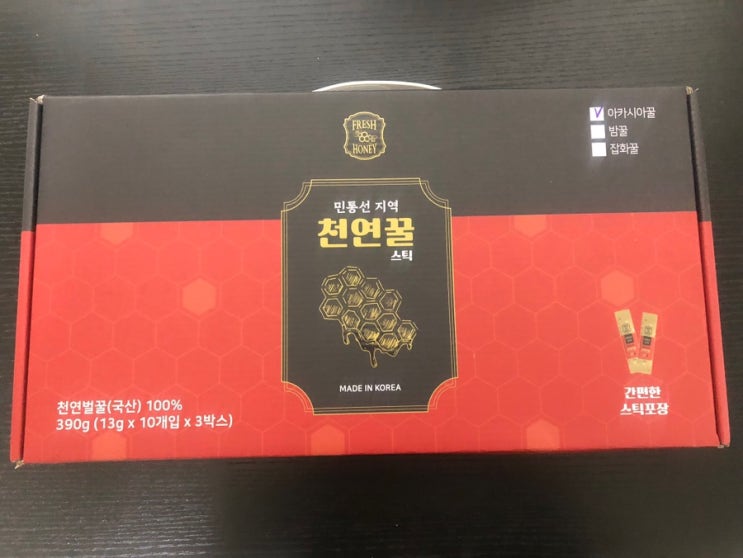 FRESH
HONEY
아카시아꿀
밤꿀
잡화꿀
민통선 지역
천연꿀
스틱
MADE IN KOREA
천연벌꿀(국산) 100%
390g (13g x 10개입 x 3박스)
간편한
스틱포장